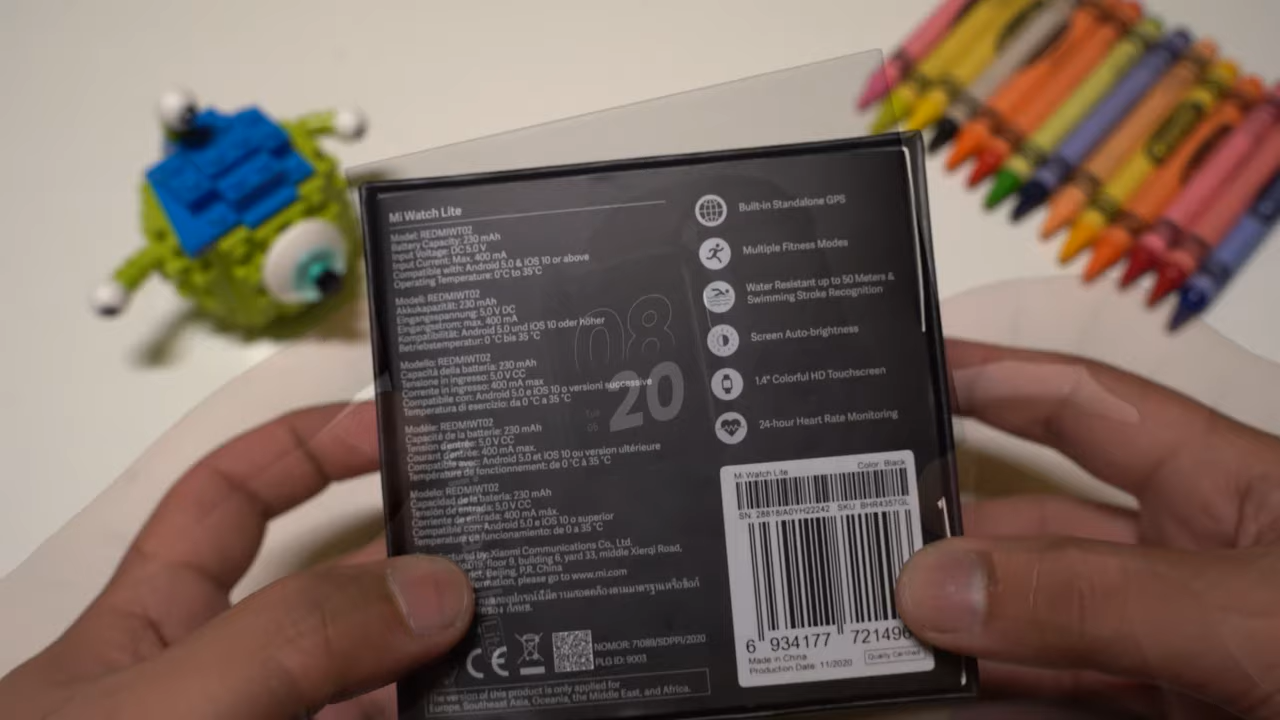 Mi Watch Lite
Model: REDMIWT02
Battery Capacity: 230 mAh
Input Voltage: DC 5.0 V
Input Current: Max. 400 mA
Compatible with: Android 5.0 & iOS 10 or above
Operating Temperature: 0°C to 35°C
Modell: REDMIWT02
Akkukapazität: 230 mAh
Eingangsspannung: 5,0 V DC
Eingangsstrom: max. 400 mA
Kompatibilität: Android 5.0 und iOS 10 oder höher
Betriebstemperatur: 0 °C bis 35 °C
Modello: REDMIWT02
Capacità della batteria: 230 mAh
Tensione in ingresso: 5,0 V CC
Corrente in ingresso: 400 mA max
Compatibile con: Android 5.0 e iOS 10 o versioni successive
Temperatura di esercizio: da 0 °C a 35 °C
Modèle: REDMIWT02
Capacité de la batterie: 230 mAh
Tension d'entrée: 5,0 V CC
Courant d'entrée: 400 mA max.
Compatible avec: Android 5.0 et iOS 10 ou version ultérieure
Température de fonctionnement: de 0 °C à 35 °C
Modelo: REDMIWT02
Capacidad de la batería: 230 mAh
Tensión de entrada: 5,0 V CC
Corriente de entrada: 400 mA máx.
Compatible con: Android 5.0 e iOS 10 o superior
Temperatura de funcionamiento: de 0 a 35 °C
by: Xiaomi Communications Co., Ltd.
019, floor 9, building 6, yard 33, middle Xierqi Road,
Beijing, P.R. China
please go to www.mi.com
CE
NOMOR: 71089/SDPPI/2020
PLG ID: 9003
The version of this product is only applied for
Europe, Southeast Asia, Oceania, the Middle East, and Africa.
08
20
Built-in Standalone GPS
Multiple Fitness Modes
Water Resistant up to 50 Meters &
Swimming Stroke Recognition
Screen Auto-brightness
1.4" Colorful HD Touchscreen
24-hour Heart Rate Monitoring
Mi Watch Lite Color: Black
SN: 28818/A0YH22242 SKU: BHR4357GL
6 934177 721496
Made in China
Production Date: 11/2020
Quality Certified